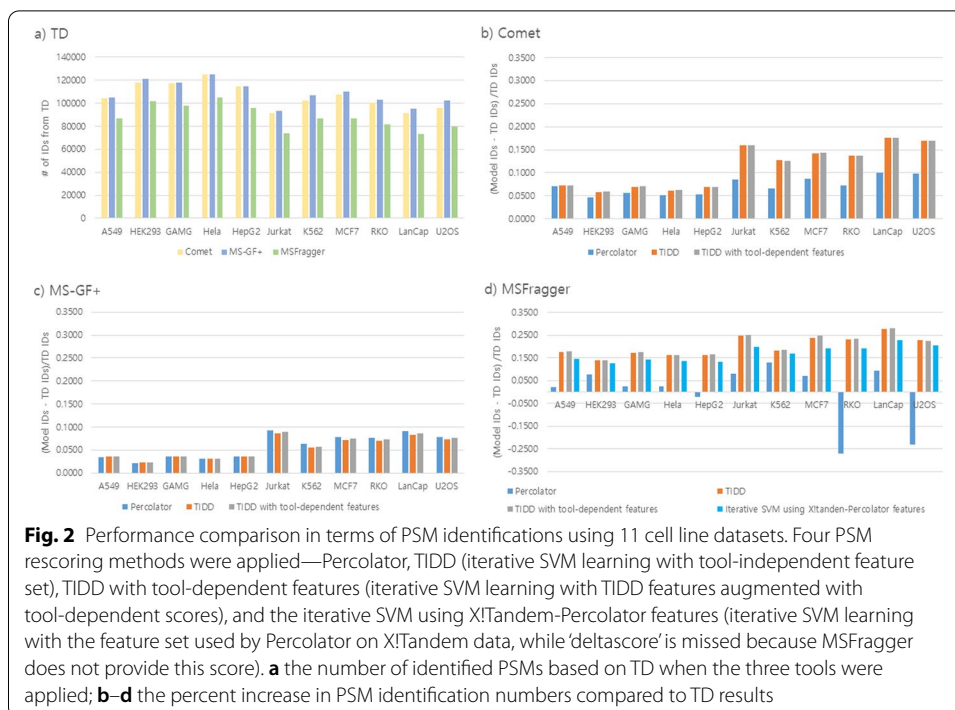 a) TD
# of IDs from TD
140000
120000
100000
80000
60000
40000
20000
0
A549 HEK293 GAMG Hela HepG2 Jurkat K562 MCF7 RKO LanCap U2OS
Comet MS-GF+ MSFragger
b) Comet
(Model IDs - TD IDs) /TD IDs
0.3500
0.3000
0.2500
0.2000
0.1500
0.1000
0.0500
0.0000
A549 HEK293 GAMG Hela HepG2 Jurkat K562 MCF7 RKO LanCap U2OS
Percolator TIDD TIDD with tool-dependent features
c) MS-GF+
(Moel IDs - TD IDs)/TD IDs
0.3500
0.3000
0.2500
0.2000
0.1500
0.1000
0.0500
0.0000
A549 HEK293 GAMG Hela HepG2 Jurkat K562 MCF7 RKO LanCap U2OS
Percolator TIDD TIDD with tool-dependent features
d) MSFragger
(Model IDs - TD IDs) /TD IDs
0.3500
0.2500
0.1500
0.0500
-0.0500
-0.1500
-0.2500
-0.3500
A549 HEK293 GAMG Hela HepG2 Jurkat K562 MCF7 RKO LanCap U2OS
Percolator TIDD
TIDD with tool-dependent features iterative SVM using X!tanden-Percolator features
Fig. 2 Performance comparison in terms of PSM identifications using 11 cell line datasets. Four PSM
rescoring methods were applied—Percolator, TIDD (iterative SVM learning with tool-independent feature
set), TIDD with tool-dependent features (iterative SVM learning with TIDD features augmented with
tool-dependent scores), and the iterative SVM using X!Tandem-Percolator features (iterative SVM learning
with the feature set used by Percolator on X!Tandem data, while ‘deltascore’ is missed because MSFragger
does not provide this score). a the number of identified PSMs based on TD when the three tools were
applied; b–d the percent increase in PSM identification numbers compared to TD results